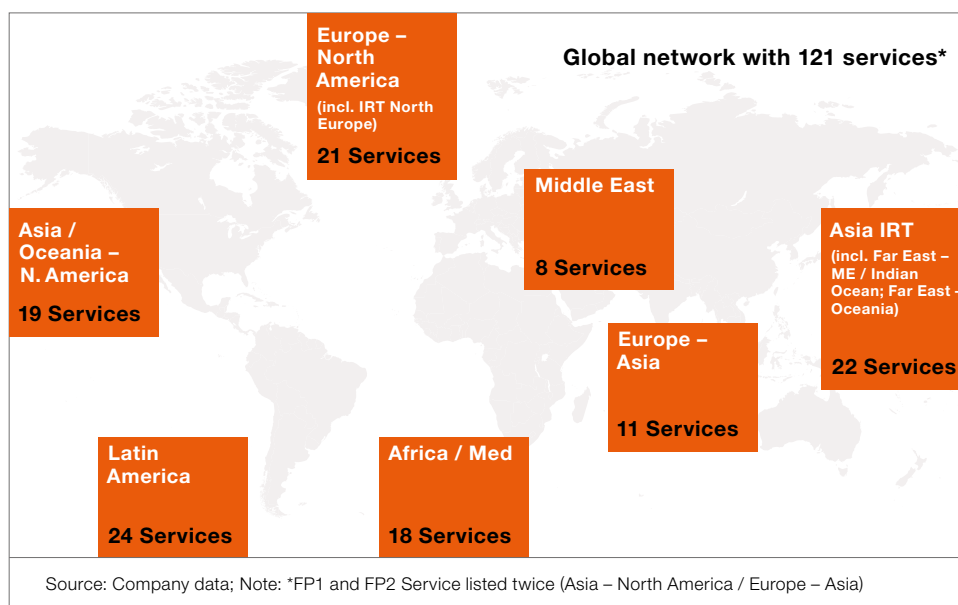 Global network with 121 services*
Europe –
North
America
(incl. IRT North
Europe)
21 Services
Middle East
8 Services
Asia /
Oceania –
N. America
19 Services
Asia IRT
(incl. Far East –
ME / Indian
Ocean; Far East –
Oceania)
22 Services
Europe –
Asia
11 Services
Latin
America
24 Services
Africa / Med
18 Services
Source: Company data; Note: *FP1 and FP2 Service listed twice (Asia – North America / Europe – Asia)